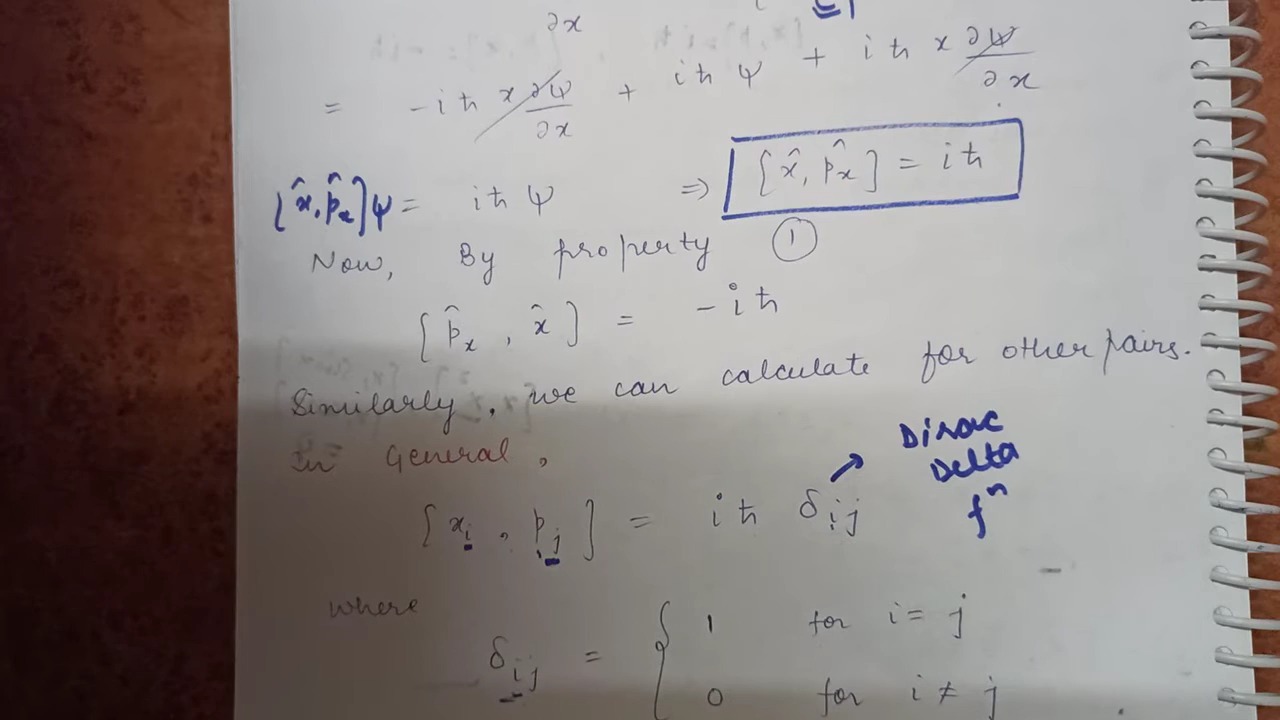 ∂x
= -iħ x ∂ψ/∂x + iħ ψ + iħ x ∂ψ/∂x
[x̂, p̂x]ψ = iħ ψ ⇒ [x̂, p̂x] = iħ
Now, By property ①
[p̂x, x̂] = -iħ
Similarly, we can calculate for other pairs.
In General,
[xi, pj] = iħ δij → Dirac Delta fⁿ
where
δij = { 1 for i = j
0 for i ≠ j